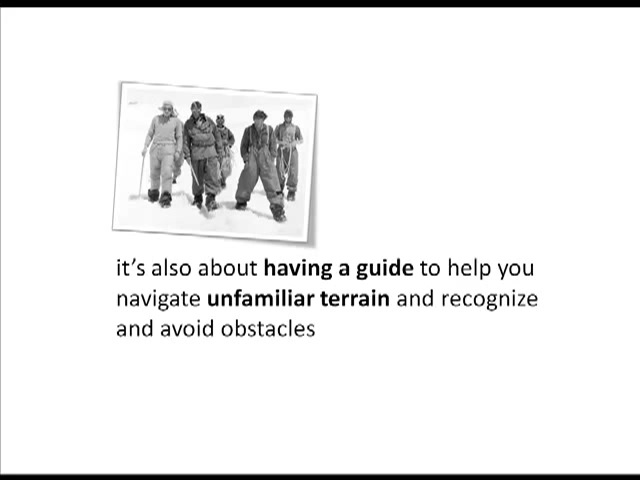 it’s also about having a guide to help you
navigate unfamiliar terrain and recognize
and avoid obstacles